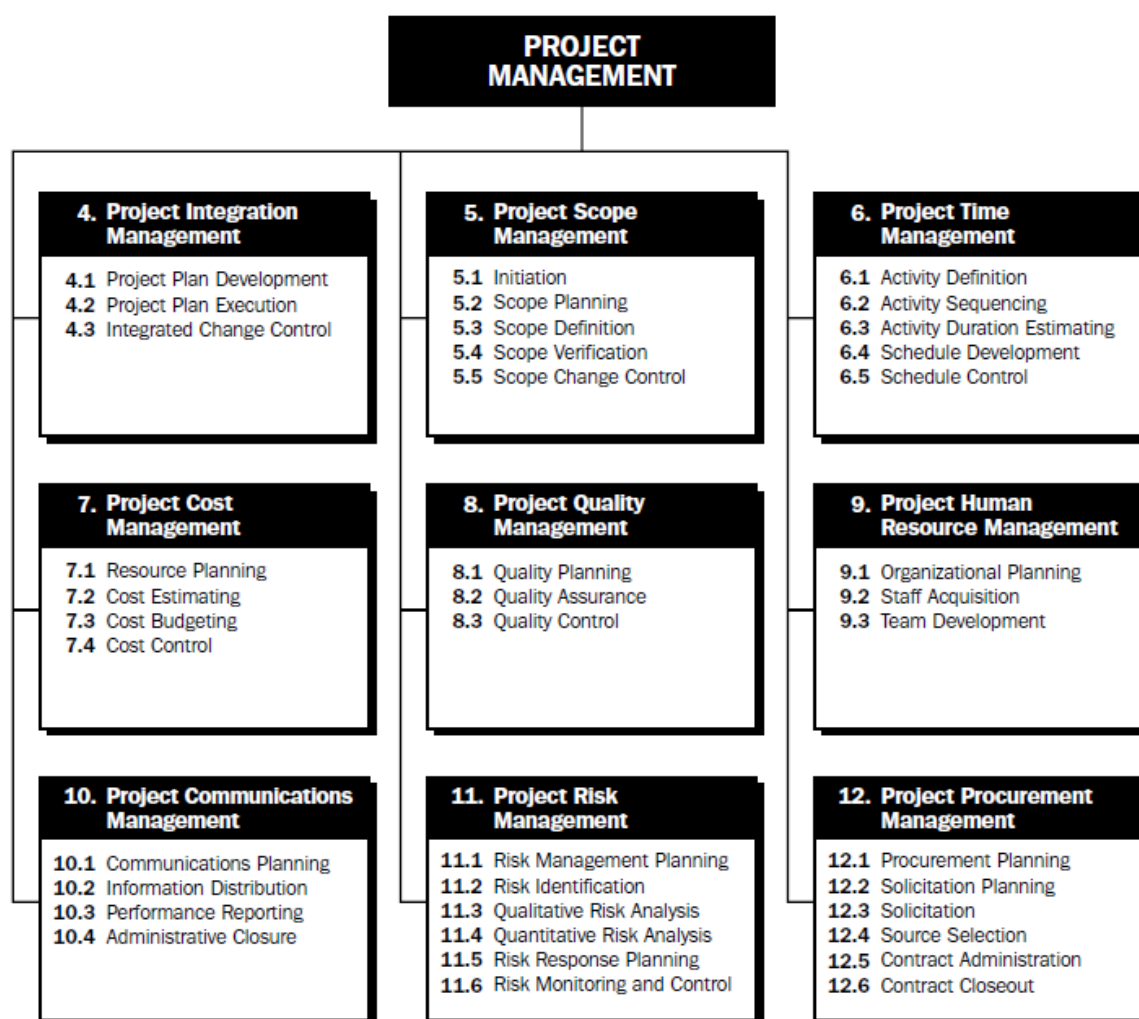 PROJECT
MANAGEMENT
4. Project Integration
Management
4.1 Project Plan Development
4.2 Project Plan Execution
4.3 Integrated Change Control
5. Project Scope
Management
5.1 Initiation
5.2 Scope Planning
5.3 Scope Definition
5.4 Scope Verification
5.5 Scope Change Control
6. Project Time
Management
6.1 Activity Definition
6.2 Activity Sequencing
6.3 Activity Duration Estimating
6.4 Schedule Development
6.5 Schedule Control
7. Project Cost
Management
7.1 Resource Planning
7.2 Cost Estimating
7.3 Cost Budgeting
7.4 Cost Control
8. Project Quality
Management
8.1 Quality Planning
8.2 Quality Assurance
8.3 Quality Control
9. Project Human
Resource Management
9.1 Organizational Planning
9.2 Staff Acquisition
9.3 Team Development
10. Project Communications
Management
10.1 Communications Planning
10.2 Information Distribution
10.3 Performance Reporting
10.4 Administrative Closure
11. Project Risk
Management
11.1 Risk Management Planning
11.2 Risk Identification
11.3 Qualitative Risk Analysis
11.4 Quantitative Risk Analysis
11.5 Risk Response Planning
11.6 Risk Monitoring and Control
12. Project Procurement
Management
12.1 Procurement Planning
12.2 Solicitation Planning
12.3 Solicitation
12.4 Source Selection
12.5 Contract Administration
12.6 Contract Closeout